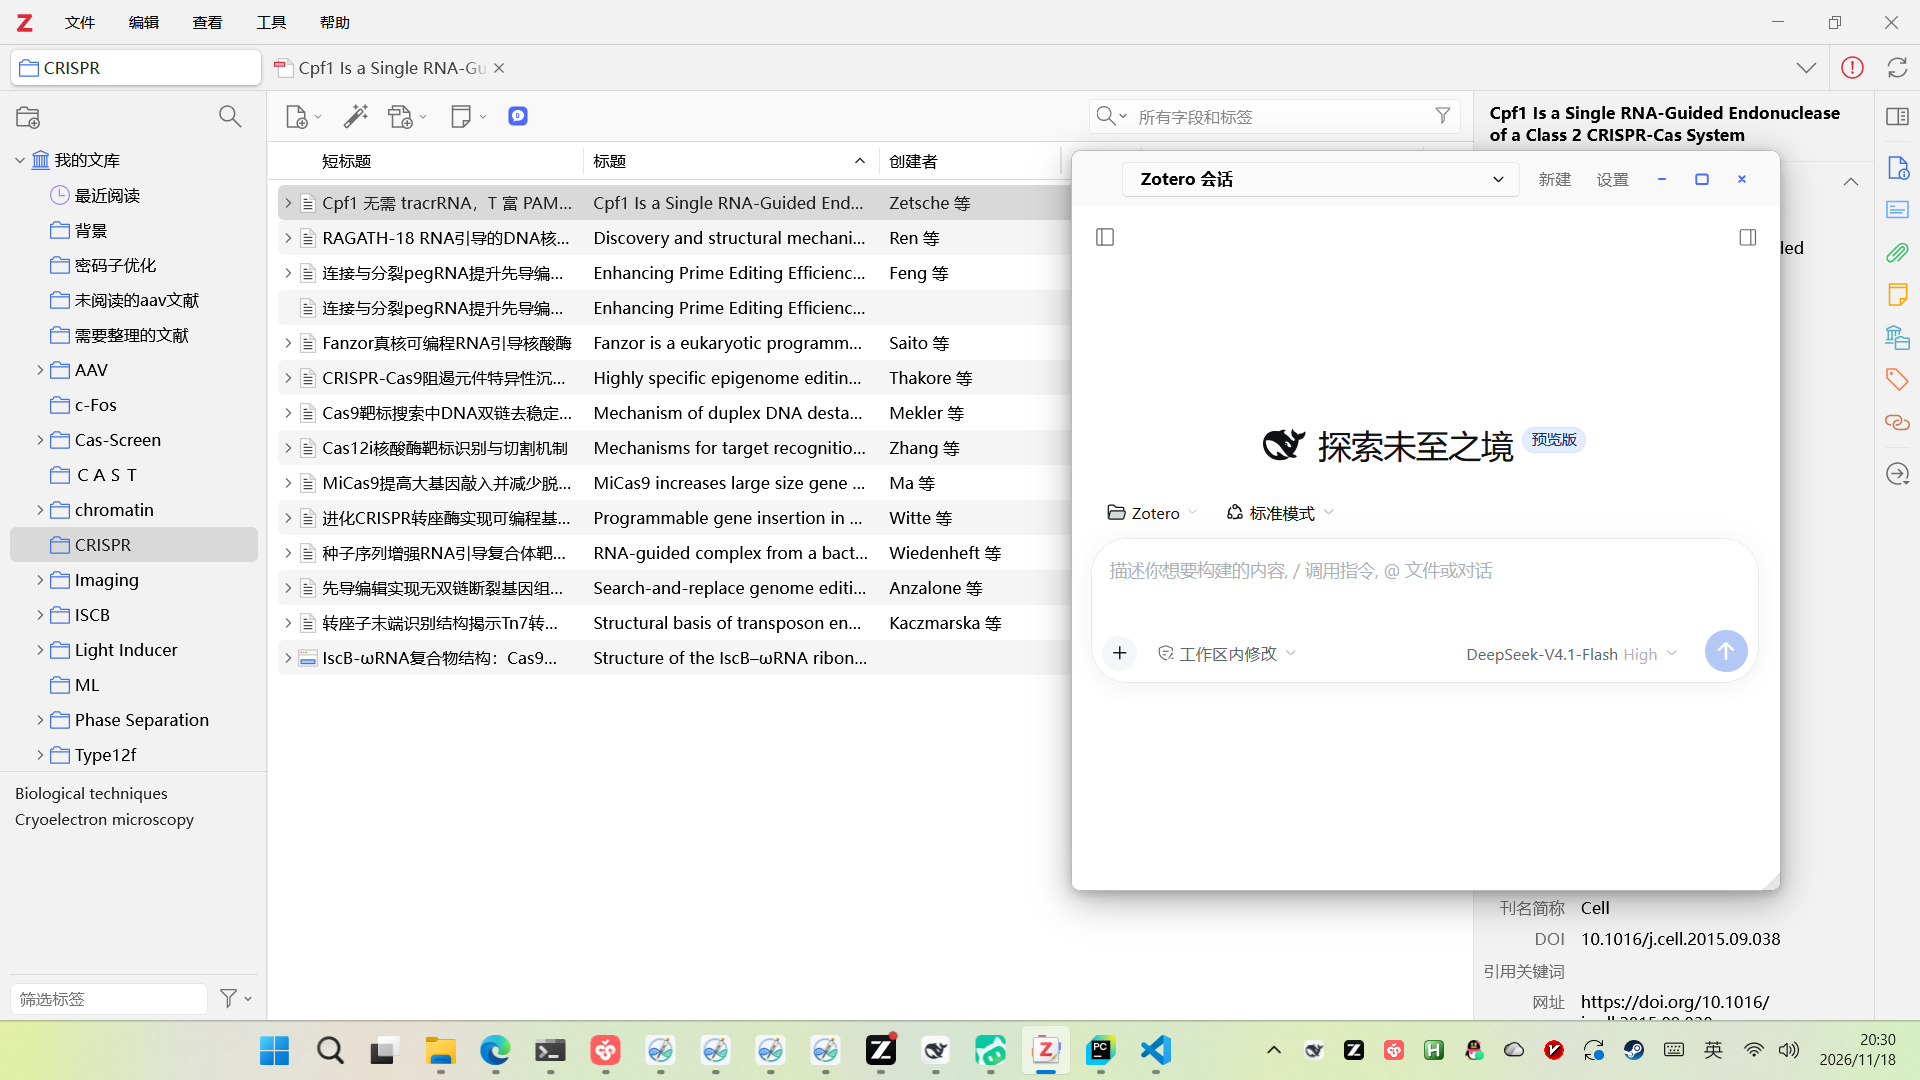 文件 编辑 查看 工具 帮助
CRISPR
Cpf1 Is a Single RNA-Gu
所有字段和标签
Cpf1 Is a Single RNA-Guided Endonuclease
of a Class 2 CRISPR-Cas System
我的文库
最近阅读
背景
密码子优化
未阅读的aav文献
需要整理的文献
AAV
c-Fos
Cas-Screen
C A S T
chromatin
CRISPR
Imaging
ISCB
Light Inducer
ML
Phase Separation
Type12f
Biological techniques
Cryoelectron microscopy
筛选标签
短标题 标题 创建者
Cpf1 无需 tracrRNA，T 富 PAM... Cpf1 Is a Single RNA-Guided End... Zetsche 等
RAGATH-18 RNA引导的DNA核... Discovery and structural mechani... Ren 等
连接与分裂pegRNA提升先导编... Enhancing Prime Editing Efficienc... Feng 等
连接与分裂pegRNA提升先导编... Enhancing Prime Editing Efficienc...
Fanzor真核可编程RNA引导核酸酶 Fanzor is a eukaryotic programm... Saito 等
CRISPR-Cas9阻遏元件特异性沉... Highly specific epigenome editin... Thakore 等
Cas9靶标搜索中DNA双链去稳定... Mechanism of duplex DNA desta... Mekler 等
Cas12i核酸酶靶标识别与切割机制 Mechanisms for target recognitio... Zhang 等
MiCas9提高大基因敲入并减少脱... MiCas9 increases large size gene ... Ma 等
进化CRISPR转座酶实现可编程基... Programmable gene insertion in ... Witte 等
种子序列增强RNA引导复合体靶... RNA-guided complex from a bact... Wiedenheft 等
先导编辑实现无双链断裂基因组... Search-and-replace genome editi... Anzalone 等
转座子末端识别结构揭示Tn7转... Structural basis of transposon en... Kaczmarska 等
IscB-ωRNA复合物结构：Cas9... Structure of the IscB–ωRNA ribon...
Zotero 会话 新建 设置
ded
探索未至之境 预览版
Zotero 标准模式
描述你想要构建的内容, / 调用指令, @ 文件或对话
工作区内修改 DeepSeek-V4.1-Flash High
刊名简称 Cell
DOI 10.1016/j.cell.2015.09.038
引用关键词
网址 https://doi.org/10.1016/
j.cell.2015.09.038
英
20:30
2026/11/18